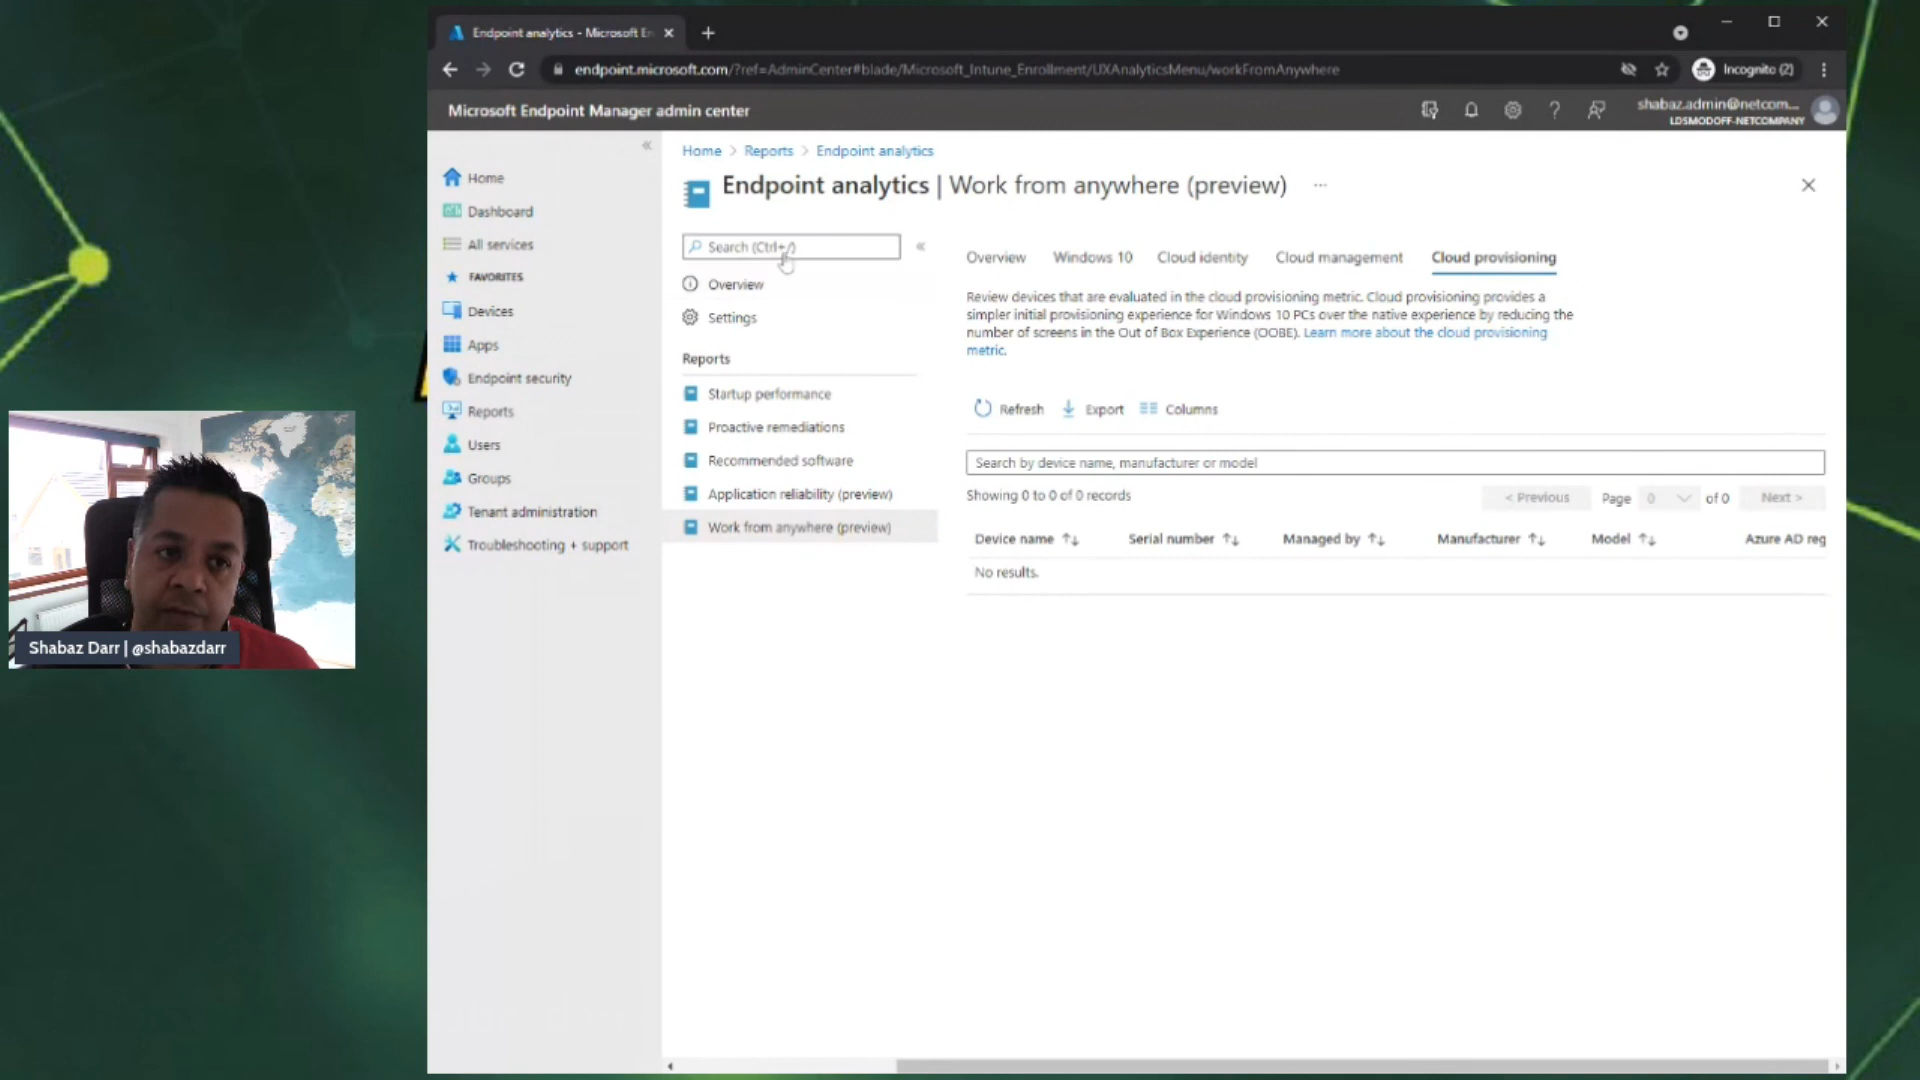 Endpoint analytics - Microsoft En
endpoint.microsoft.com/?ref=AdminCenter#blade/Microsoft_Intune_Enrollment/UXAnalyticsMenu/workFromAnywhere
Incognito (2)
Microsoft Endpoint Manager admin center
shabaz.admin@netcom...
LDSMODOFF-NETCOMPANY
Home
Dashboard
All services
FAVORITES
Devices
Apps
Endpoint security
Reports
Users
Groups
Tenant administration
Troubleshooting + support
Home > Reports > Endpoint analytics
Endpoint analytics | Work from anywhere (preview) ...
Search (Ctrl+/)
Overview
Settings
Reports
Startup performance
Proactive remediations
Recommended software
Application reliability (preview)
Work from anywhere (preview)
Overview Windows 10 Cloud identity Cloud management Cloud provisioning
Review devices that are evaluated in the cloud provisioning metric. Cloud provisioning provides a
simpler initial provisioning experience for Windows 10 PCs over the native experience by reducing the
number of screens in the Out of Box Experience (OOBE). Learn more about the cloud provisioning
metric.
Refresh Export Columns
Search by device name, manufacturer or model
Showing 0 to 0 of 0 records
< Previous Page 0 of 0 Next >
Device name Serial number Managed by Manufacturer Model Azure AD reg
No results.
Shabaz Darr | @shabazdarr